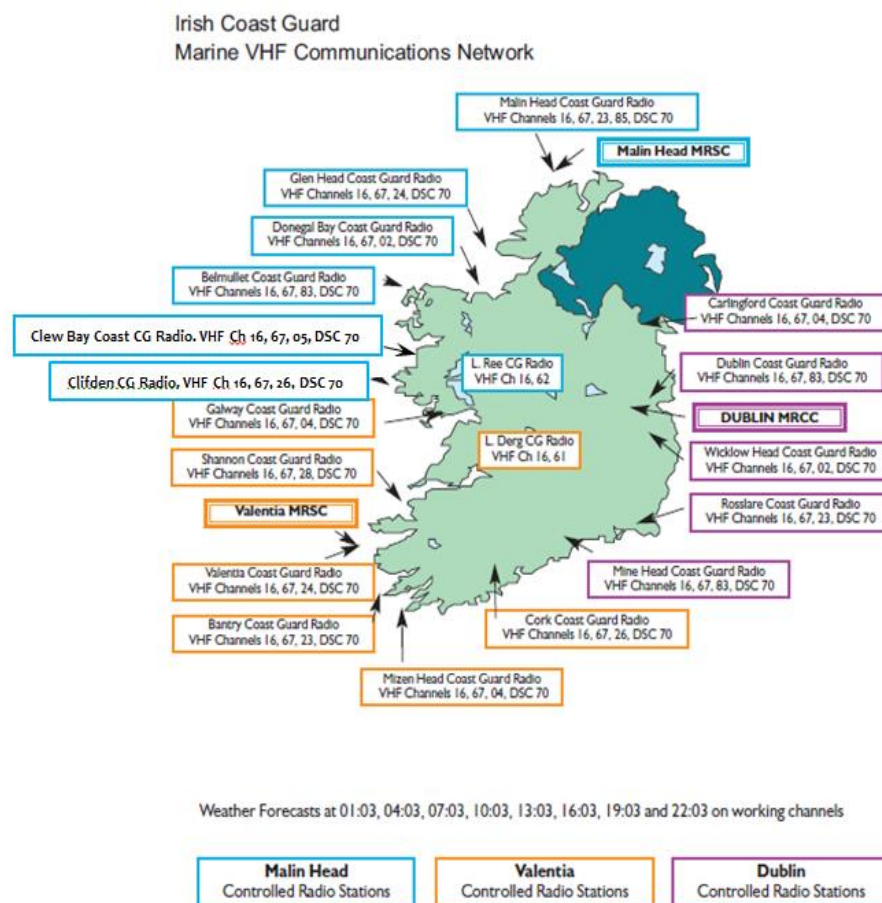 Irish Coast Guard
Marine VHF Communications Network
Malin Head Coast Guard Radio
VHF Channels 16, 67, 23, 85, DSC 70
Malin Head MRSC
Glen Head Coast Guard Radio
VHF Channels 16, 67, 24, DSC 70
Donegal Bay Coast Guard Radio
VHF Channels 16, 67, 02, DSC 70
Belmullet Coast Guard Radio
VHF Channels 16, 67, 83, DSC 70
Carlingford Coast Guard Radio
VHF Channels 16, 67, 04, DSC 70
Clew Bay Coast CG Radio. VHF Ch 16, 67, 05, DSC 70
L. Ree CG Radio
VHF Ch 16, 62
Dublin Coast Guard Radio
VHF Channels 16, 67, 83, DSC 70
Clifden CG Radio, VHF Ch 16, 67, 26, DSC 70
Galway Coast Guard Radio
VHF Channels 16, 67, 04, DSC 70
DUBLIN MRCC
L. Derg CG Radio
VHF Ch 16, 61
Wicklow Head Coast Guard Radio
VHF Channels 16, 67, 02, DSC 70
Shannon Coast Guard Radio
VHF Channels 16, 67, 28, DSC 70
Valentia MRSC
Rosslare Coast Guard Radio
VHF Channels 16, 67, 23, DSC 70
Valentia Coast Guard Radio
VHF Channels 16, 67, 24, DSC 70
Mine Head Coast Guard Radio
VHF Channels 16, 67, 83, DSC 70
Bantry Coast Guard Radio
VHF Channels 16, 67, 23, DSC 70
Cork Coast Guard Radio
VHF Channels 16, 67, 26, DSC 70
Mizen Head Coast Guard Radio
VHF Channels 16, 67, 04, DSC 70
Weather Forecasts at 01:03, 04:03, 07:03, 10:03, 13:03, 16:03, 19:03 and 22:03 on working channels
Malin Head
Controlled Radio Stations
Valentia
Controlled Radio Stations
Dublin
Controlled Radio Stations